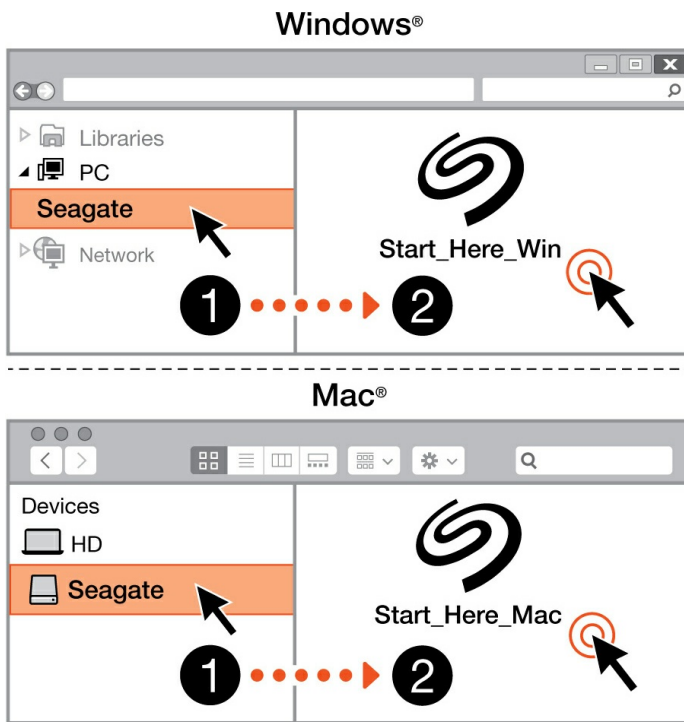 Windows®
Libraries
PC
Seagate
Network
Start_Here_Win
1
2
Mac®
Devices
HD
Seagate
Start_Here_Mac
1
2